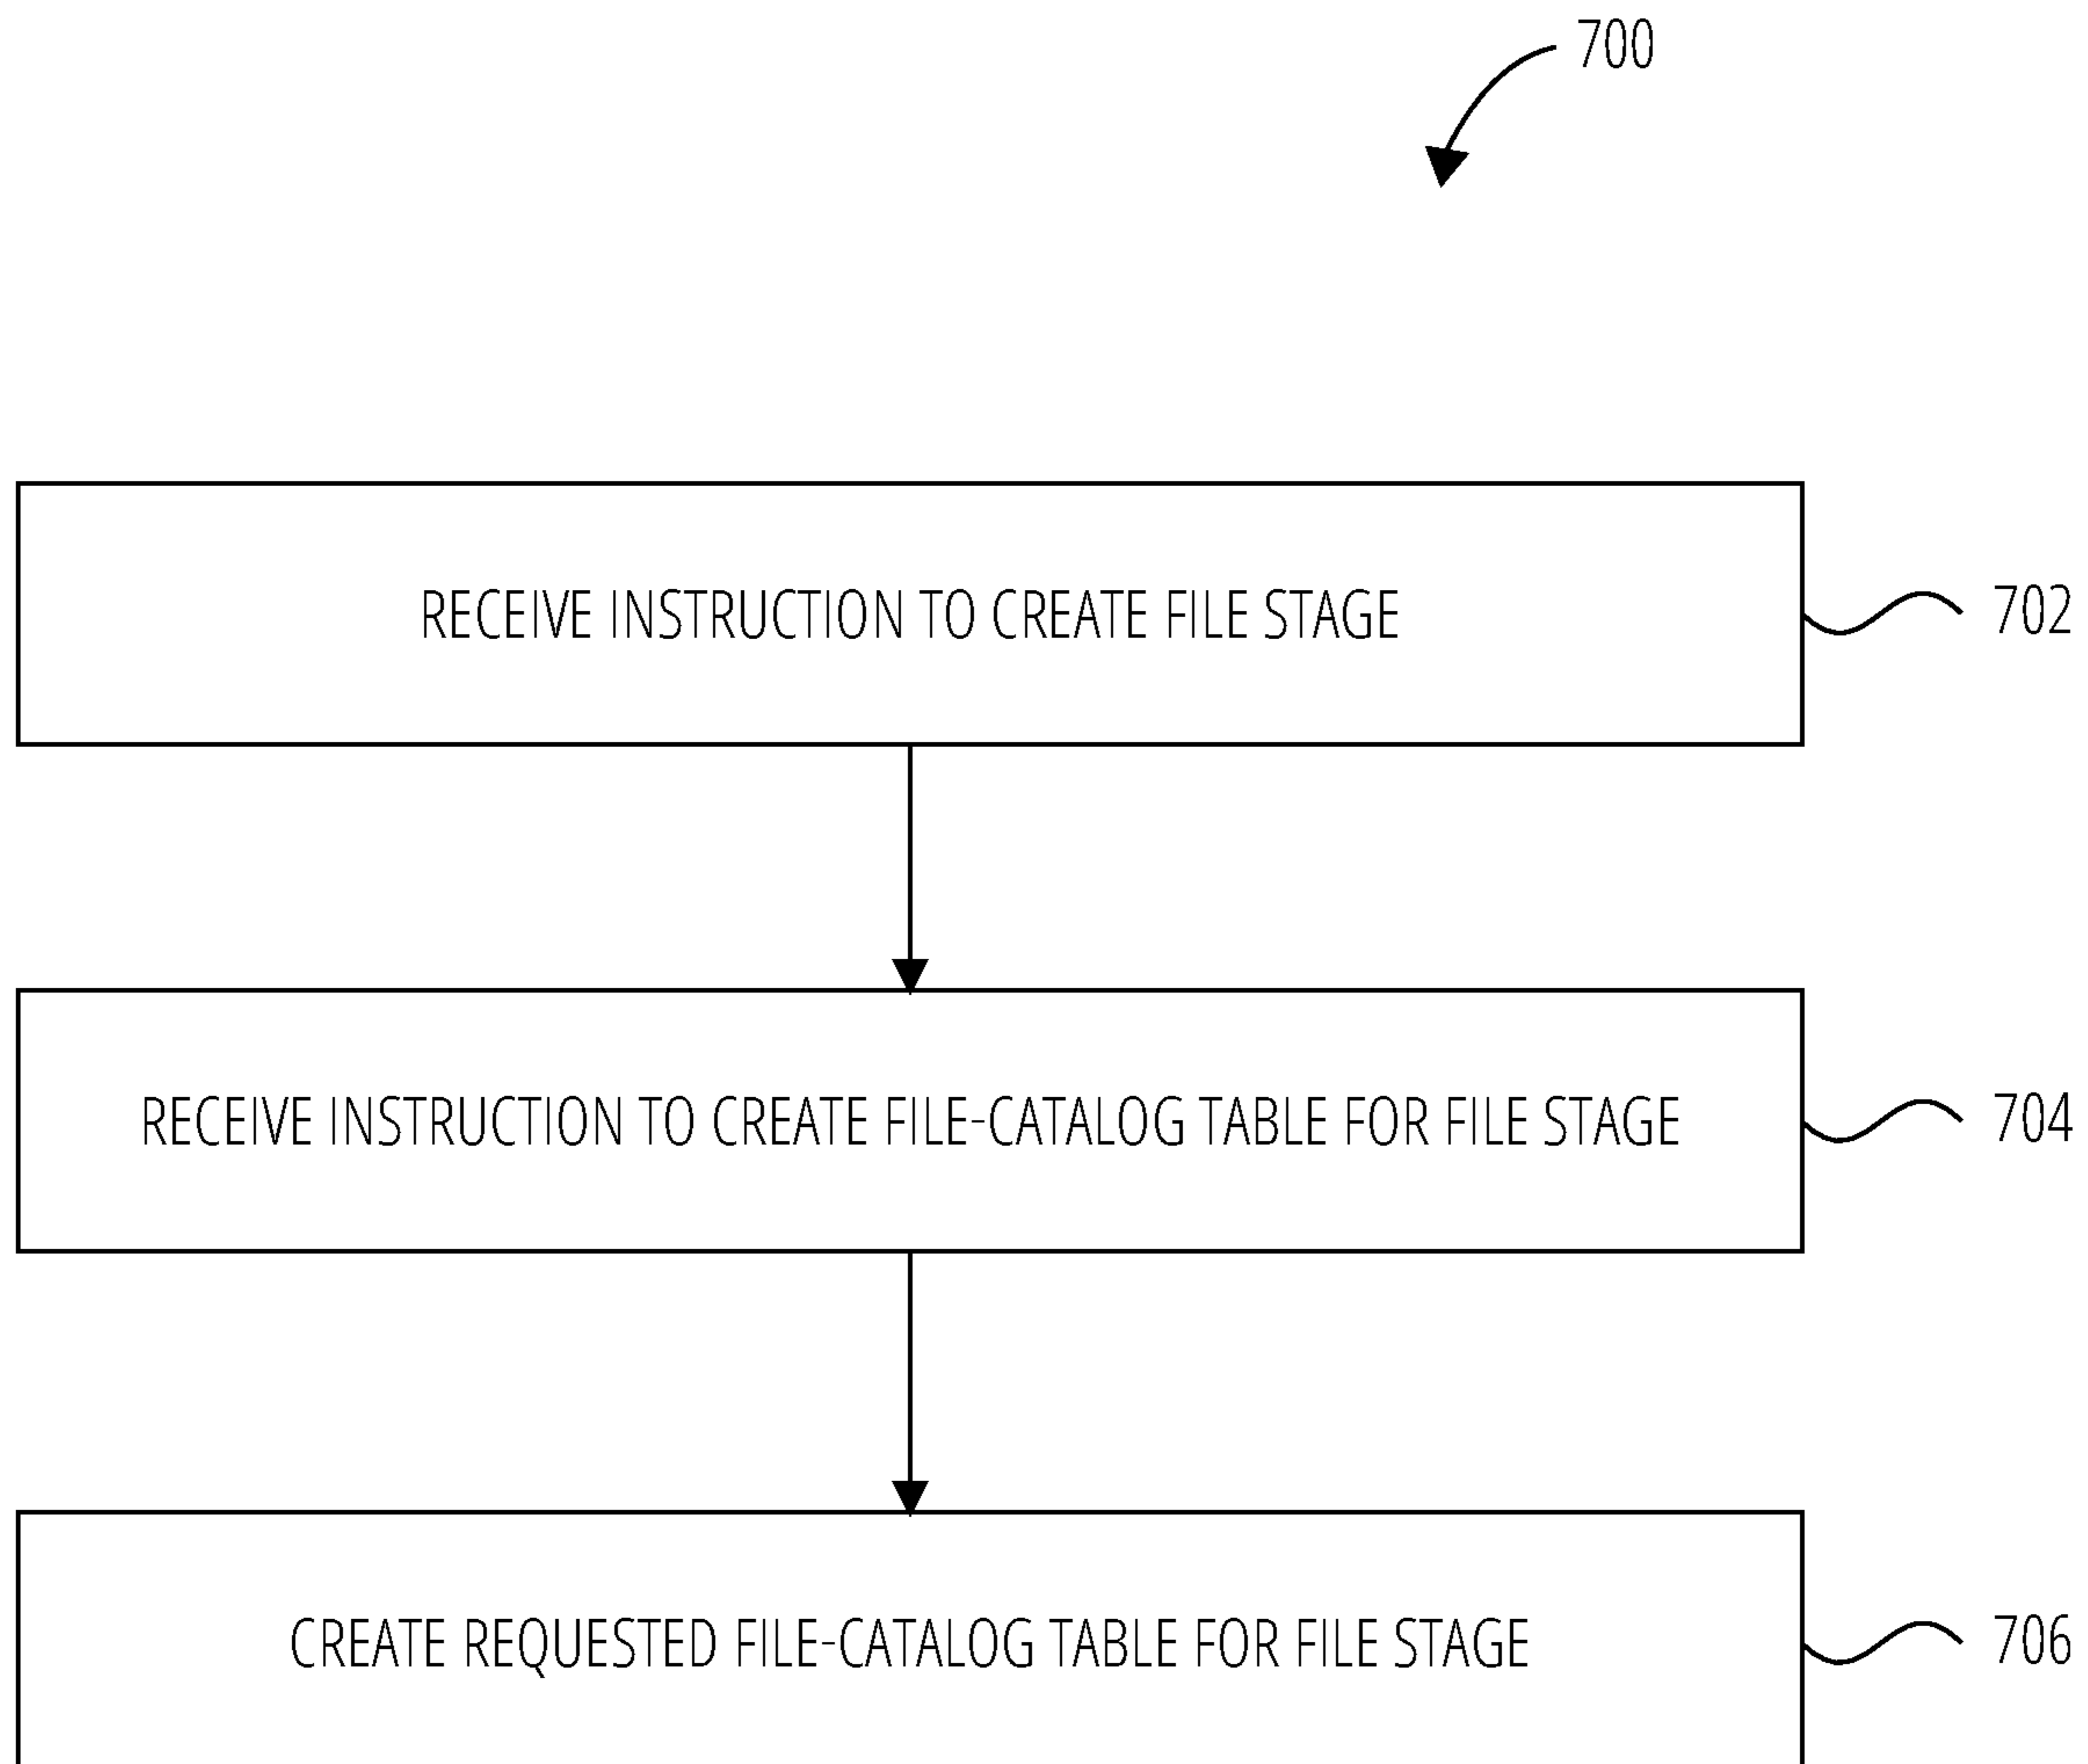 700
RECEIVE INSTRUCTION TO CREATE FILE STAGE
702
RECEIVE INSTRUCTION TO CREATE FILE-CATALOG TABLE FOR FILE STAGE
704
CREATE REQUESTED FILE-CATALOG TABLE FOR FILE STAGE
706